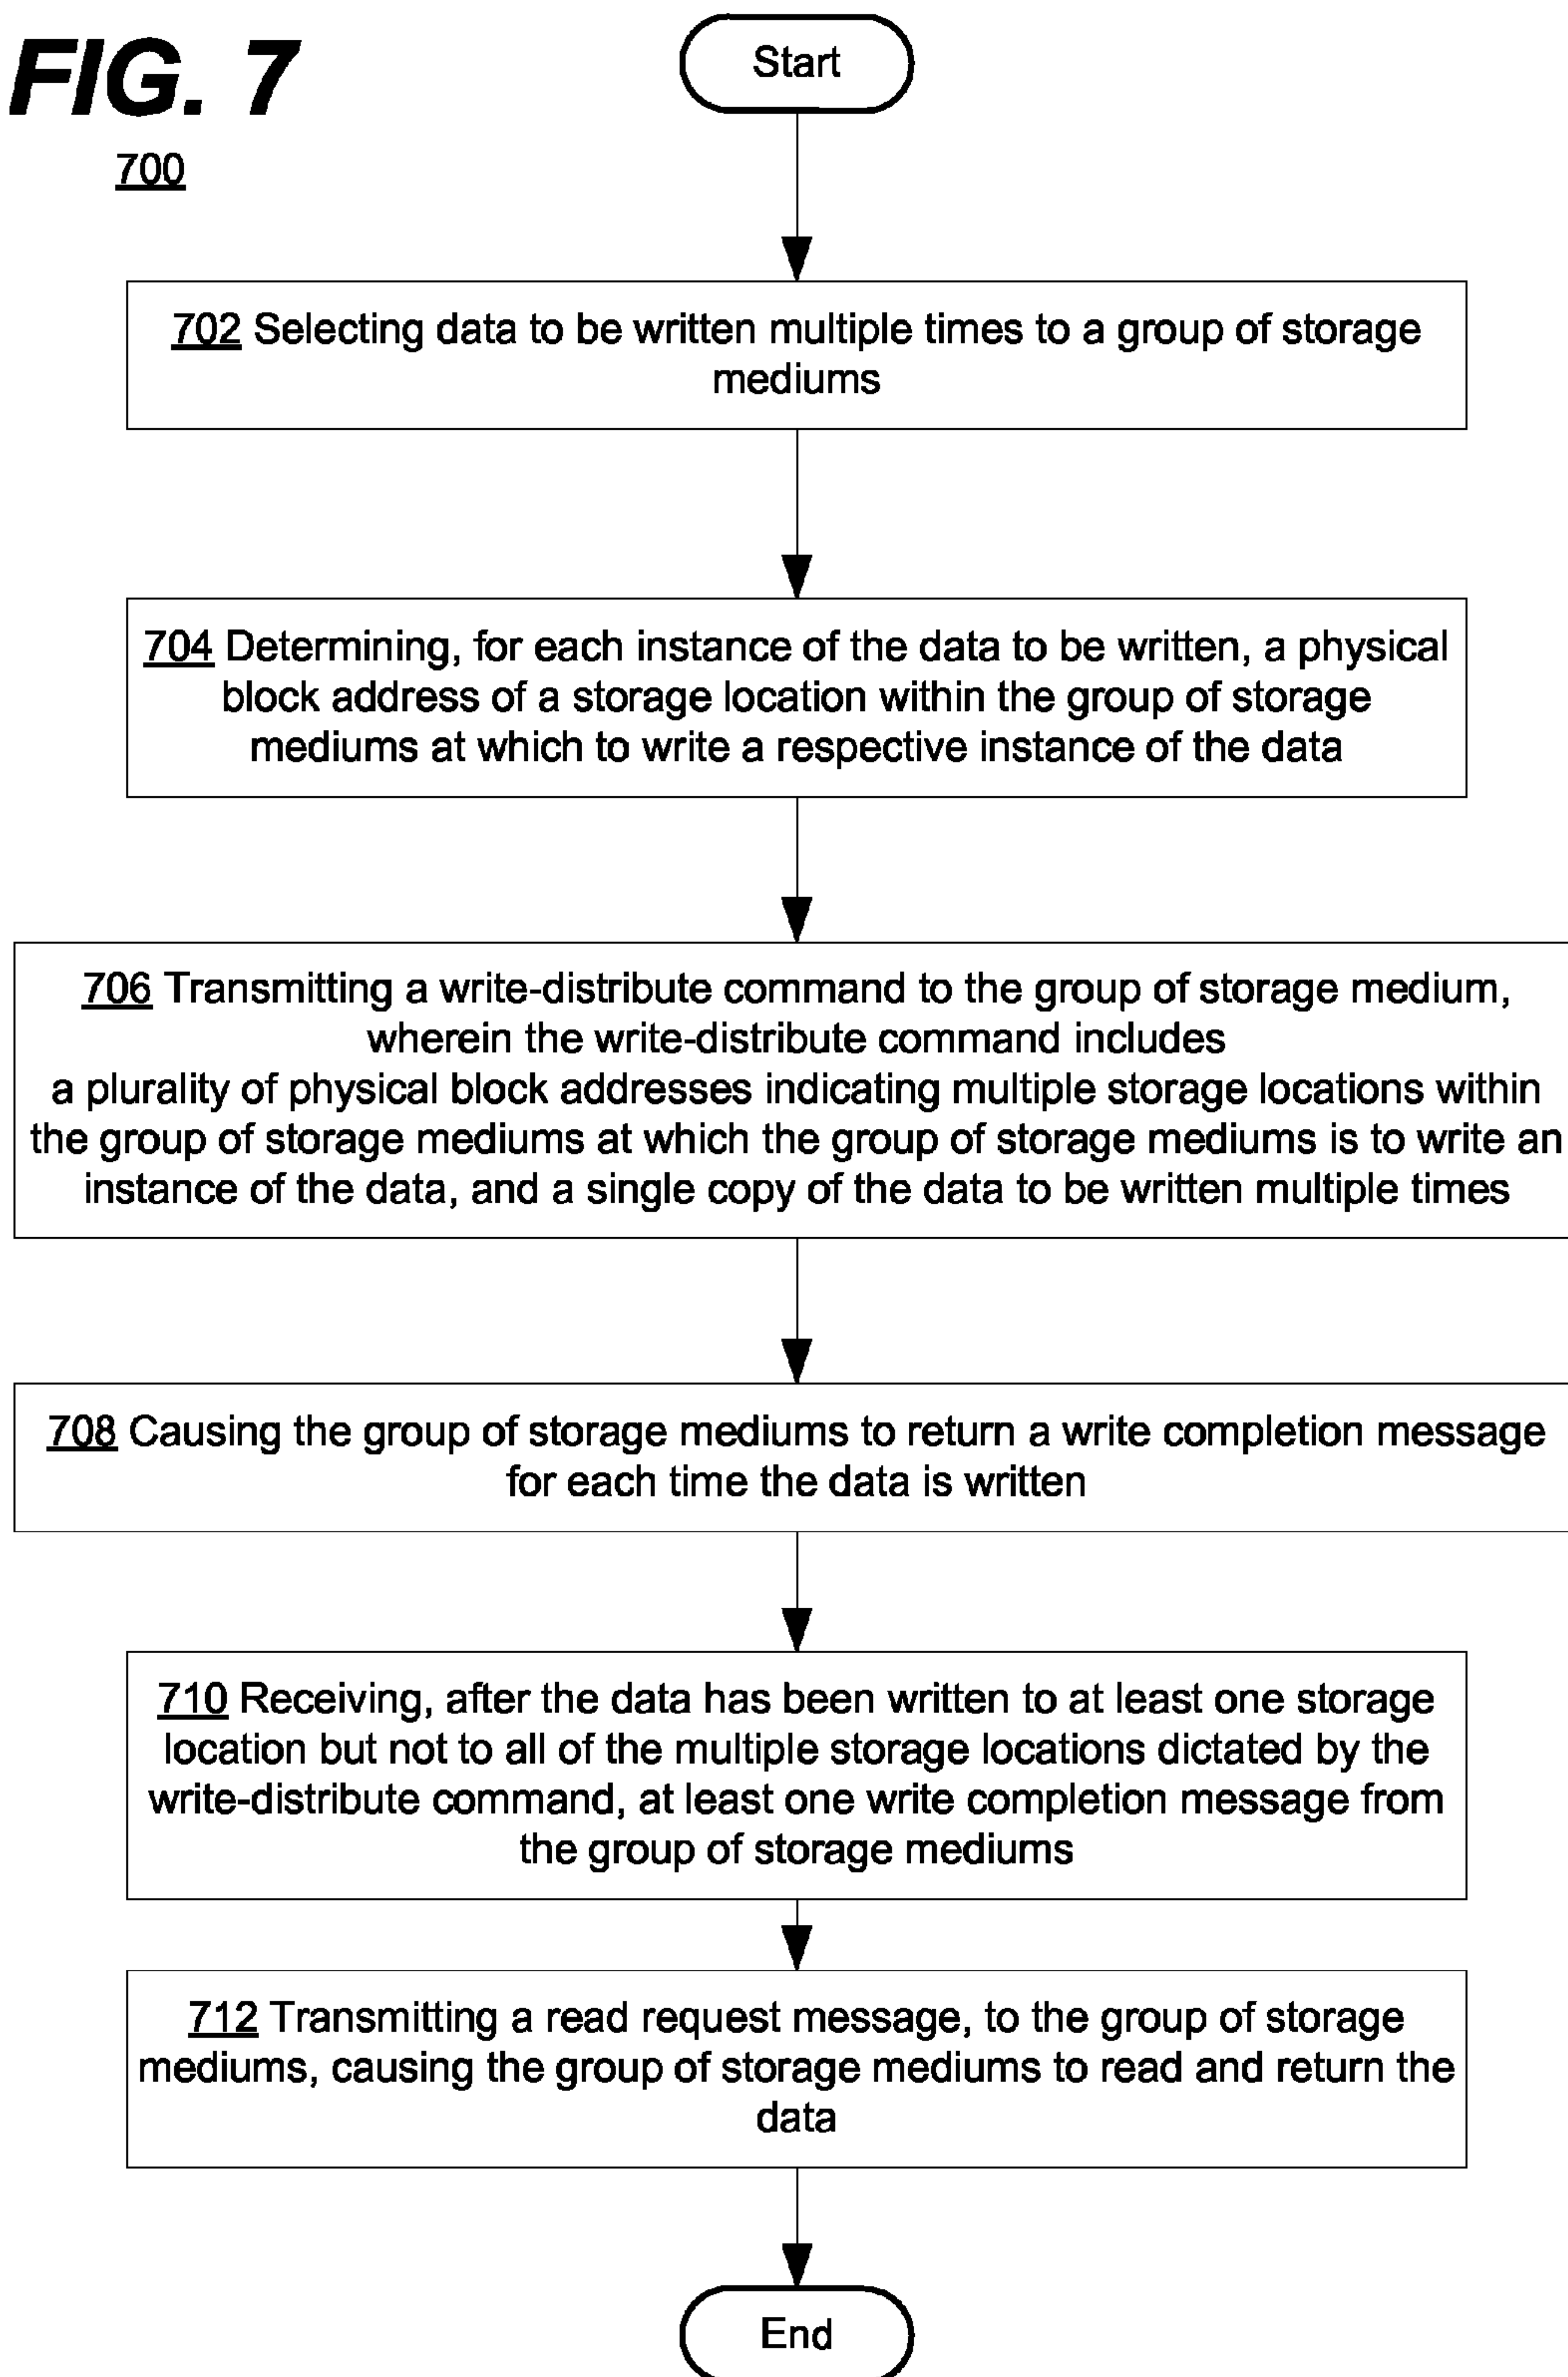 FIG. 7
700
Start
702 Selecting data to be written multiple times to a group of storage
mediums
704 Determining, for each instance of the data to be written, a physical
block address of a storage location within the group of storage
mediums at which to write a respective instance of the data
706 Transmitting a write-distribute command to the group of storage medium,
wherein the write-distribute command includes
a plurality of physical block addresses indicating multiple storage locations within
the group of storage mediums at which the group of storage mediums is to write an
instance of the data, and a single copy of the data to be written multiple times
708 Causing the group of storage mediums to return a write completion message
for each time the data is written
710 Receiving, after the data has been written to at least one storage
location but not to all of the multiple storage locations dictated by the
write-distribute command, at least one write completion message from
the group of storage mediums
712 Transmitting a read request message, to the group of storage
mediums, causing the group of storage mediums to read and return the
data
End